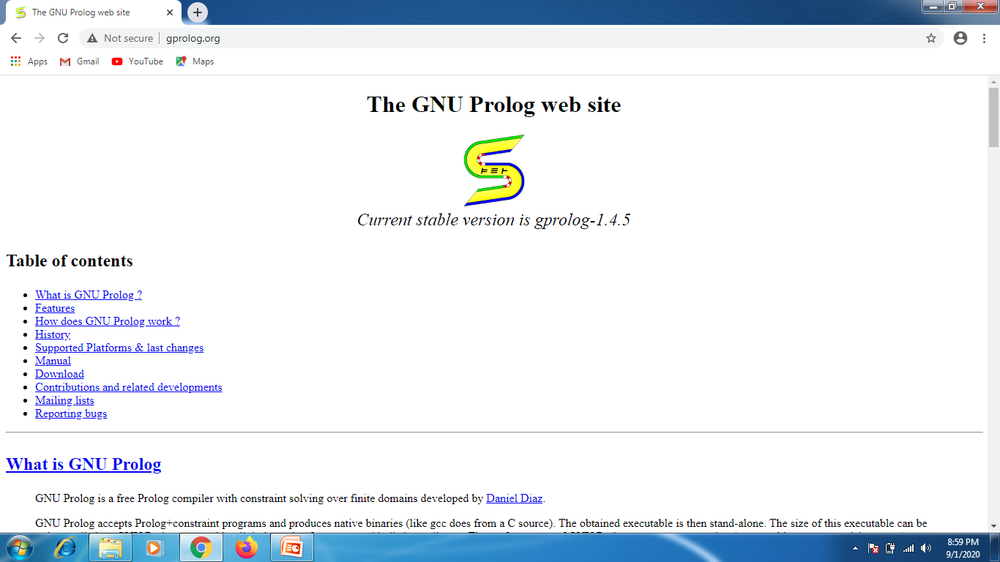 The GNU Prolog web site
Not secure
gprolog.org
Apps
Gmail
YouTube
Maps
The GNU Prolog web site
Current stable version is gprolog-1.4.5
Table of contents
What is GNU Prolog ?
Features
How does GNU Prolog work ?
History
Supported Platforms & last changes
Manual
Download
Contributions and related developments
Mailing lists
Reporting bugs
What is GNU Prolog
GNU Prolog is a free Prolog compiler with constraint solving over finite domains developed by Daniel Diaz.
GNU Prolog accepts Prolog+constraint programs and produces native binaries (like gcc does from a C source). The obtained executable is then stand-alone. The size of this executable can be
8:59 PM
9/1/2020